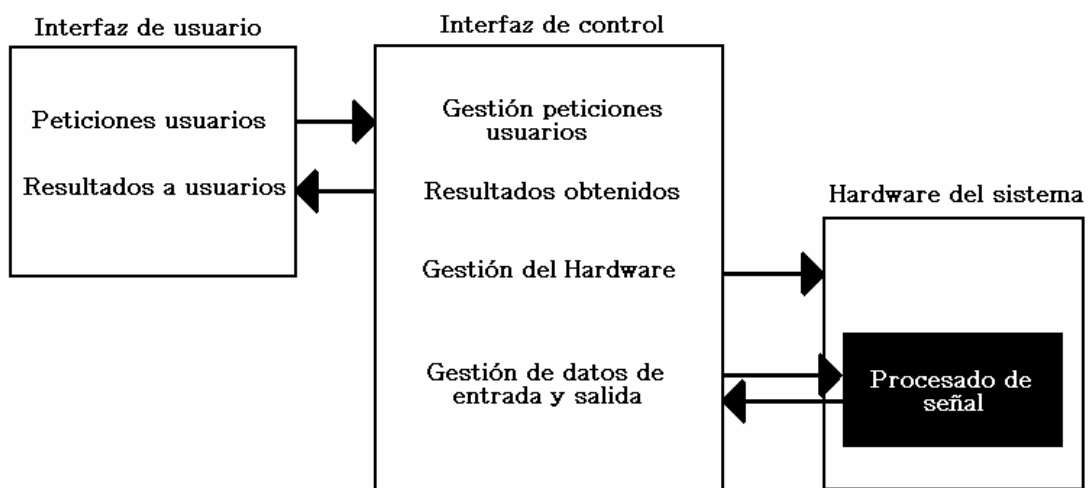 Interfaz de usuario
Peticiones usuarios
Resultados a usuarios
Interfaz de control
Gestión peticiones
usuarios
Resultados obtenidos
Gestión del Hardware
Gestión de datos de
entrada y salida
Hardware del sistema
Procesado de
señal